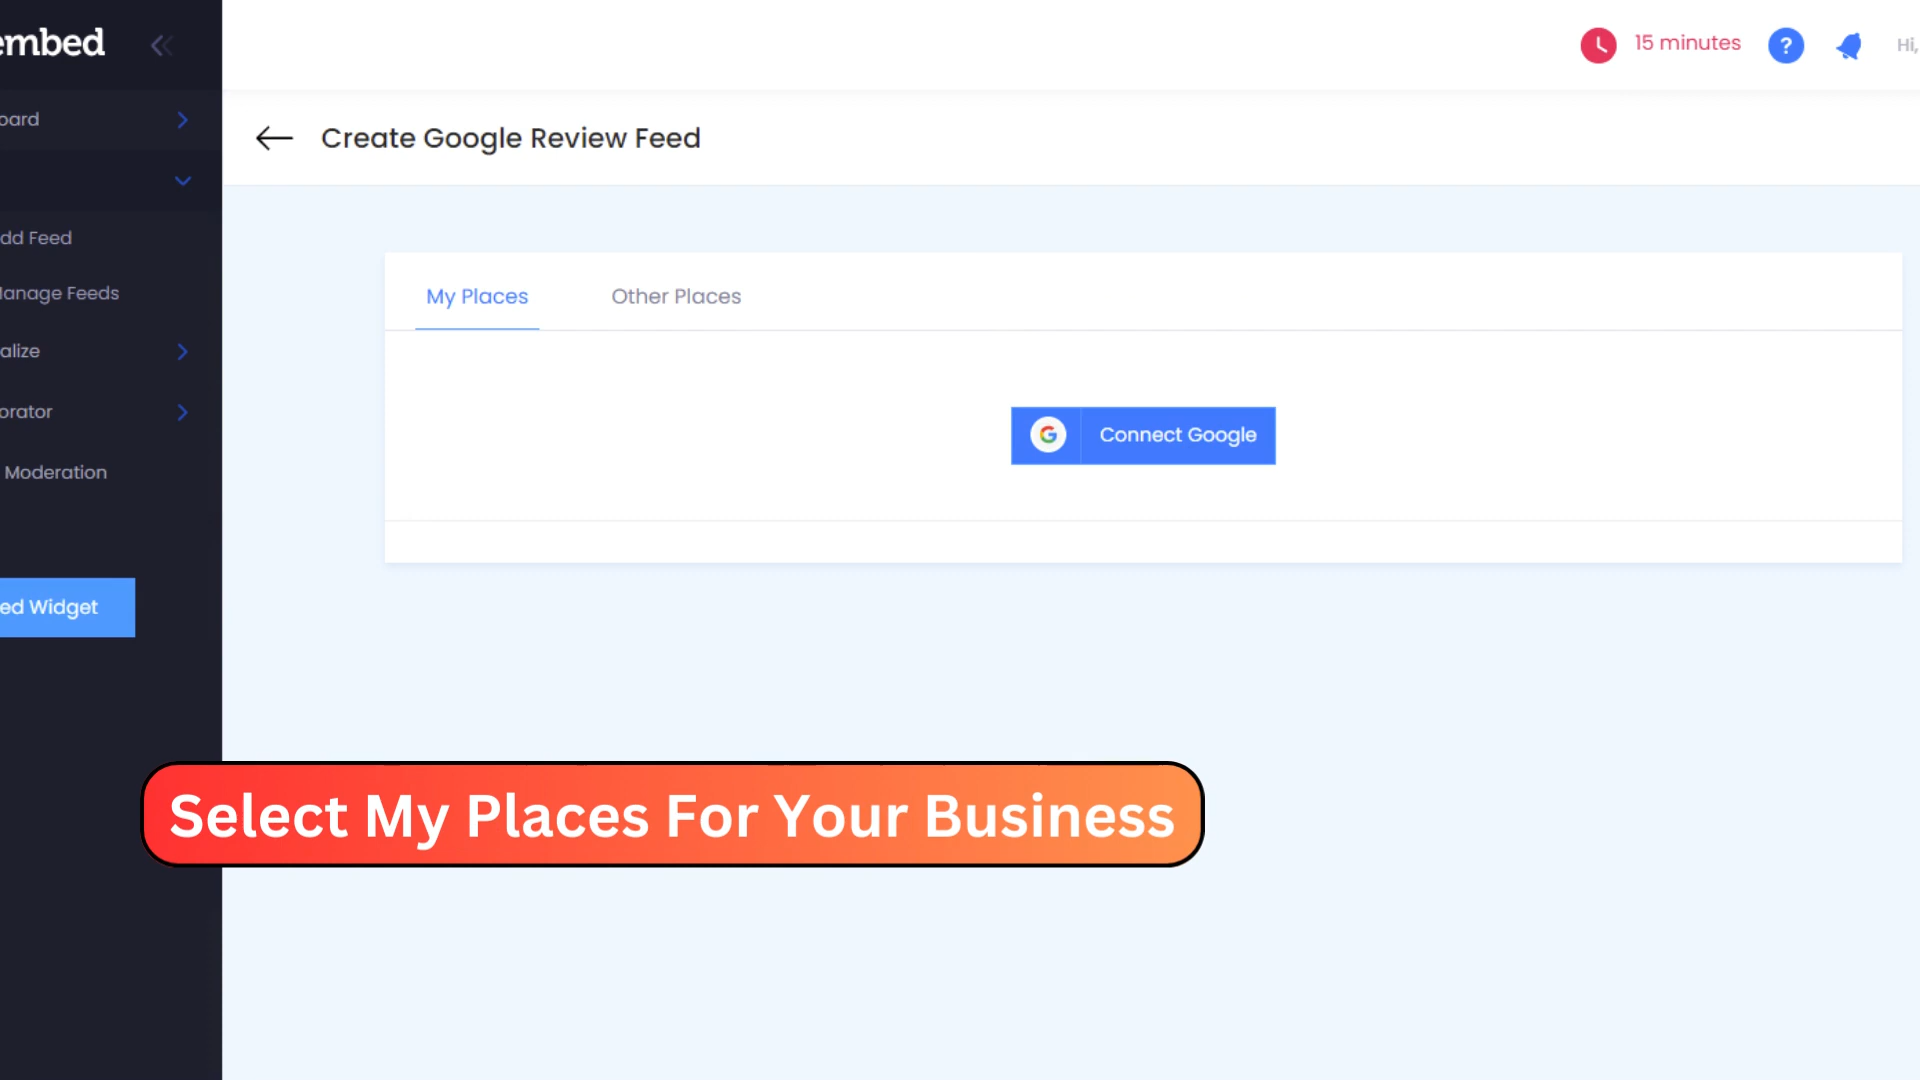 embed
15 minutes
?
Hi,
oard
Create Google Review Feed
dd Feed
My Places
Other Places
anage Feeds
alize
orator
G Connect Google
Moderation
ed Widget
Select My Places For Your Business